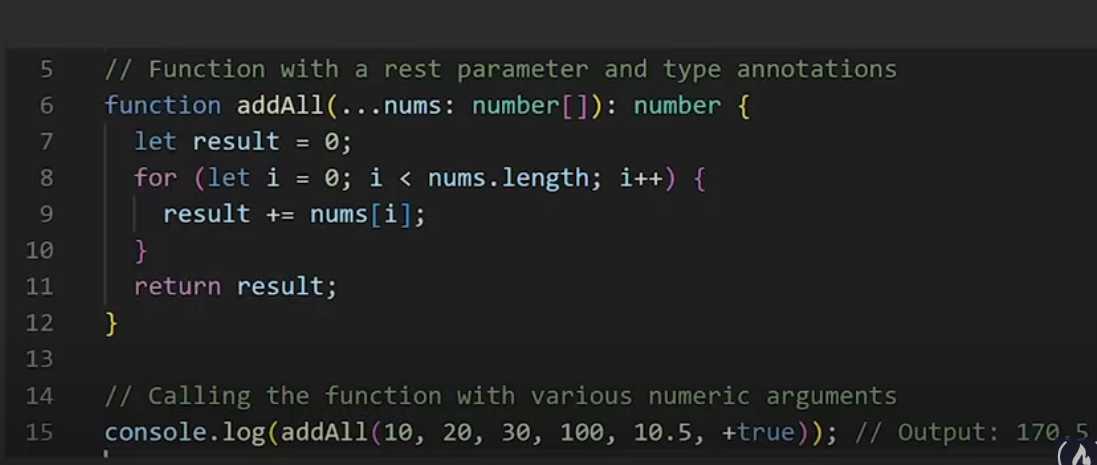 5 // Function with a rest parameter and type annotations
6 function addAll(...nums: number[]): number {
7 let result = 0;
8 for (let i = 0; i < nums.length; i++) {
9 result += nums[i];
10 }
11 return result;
12 }
13
14 // Calling the function with various numeric arguments
15 console.log(addAll(10, 20, 30, 100, 10.5, +true)); // Output: 170.5